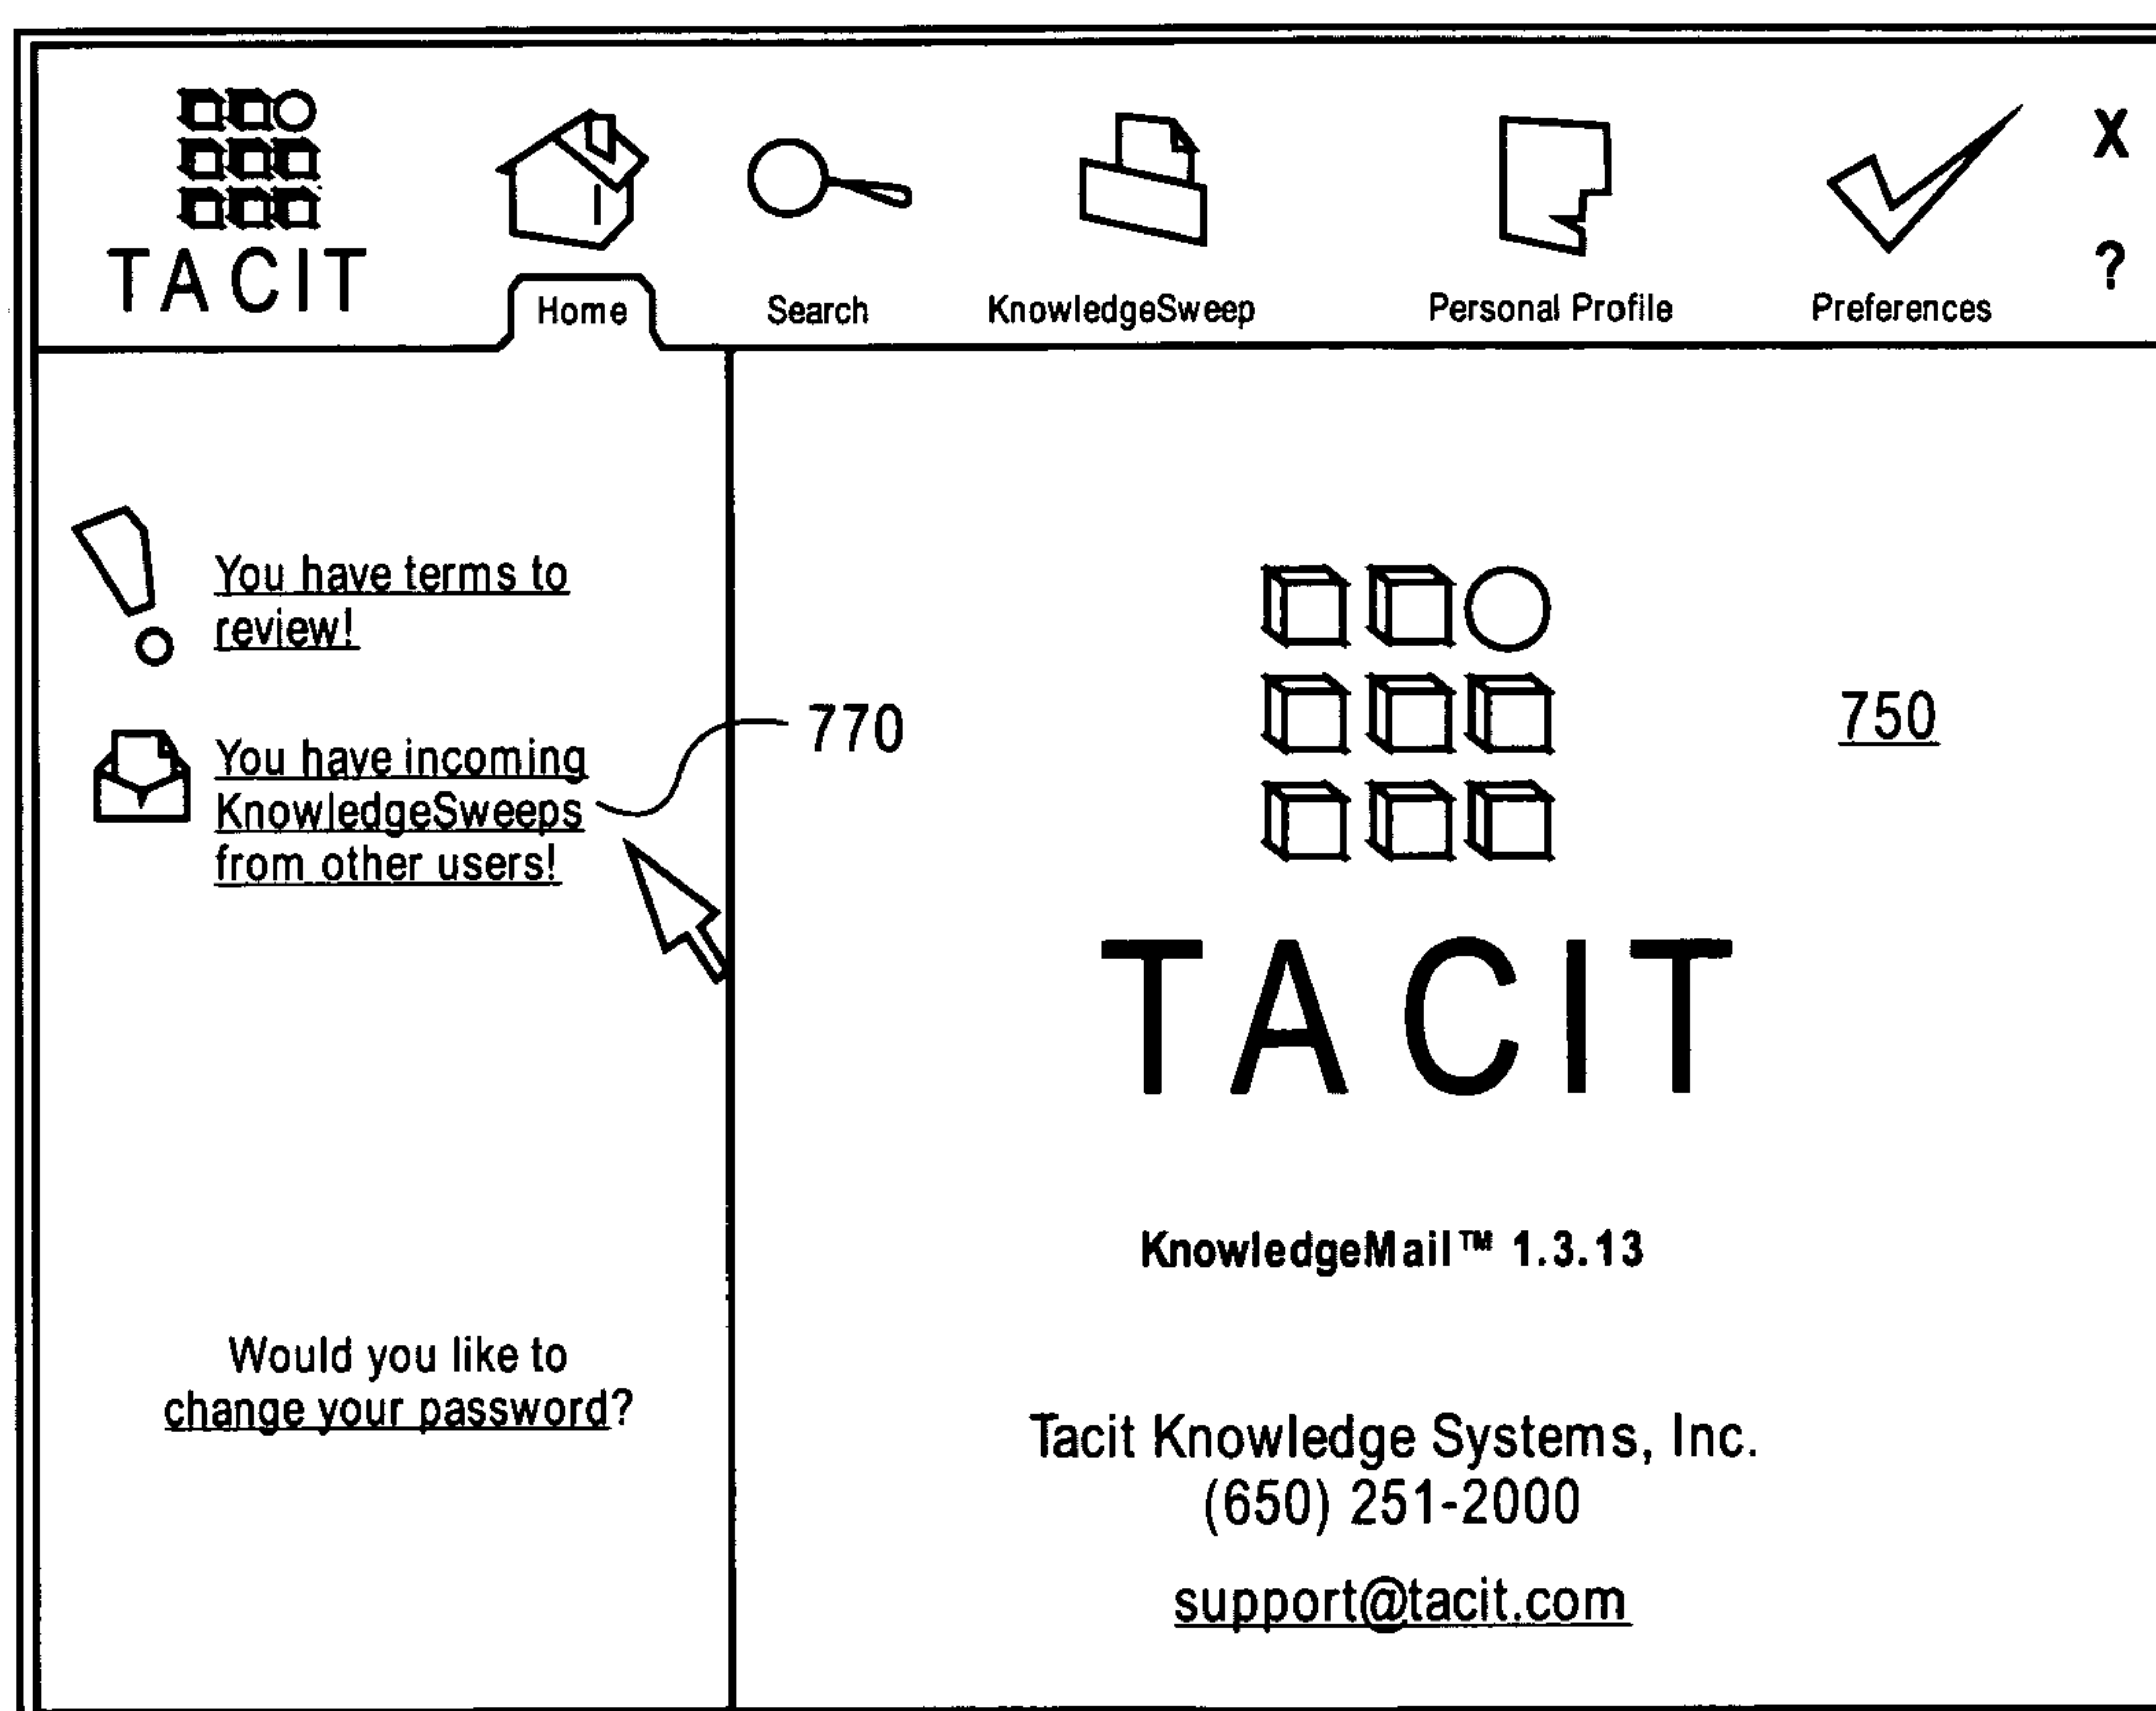 TACIT
Home
Search
KnowledgeSweep
Personal Profile
Preferences
X
?
You have terms to
review!
You have incoming
KnowledgeSweeps
from other users!
770
750
TACIT
KnowledgeMail™ 1.3.13
Would you like to
change your password?
Tacit Knowledge Systems, Inc.
(650) 251-2000
support@tacit.com